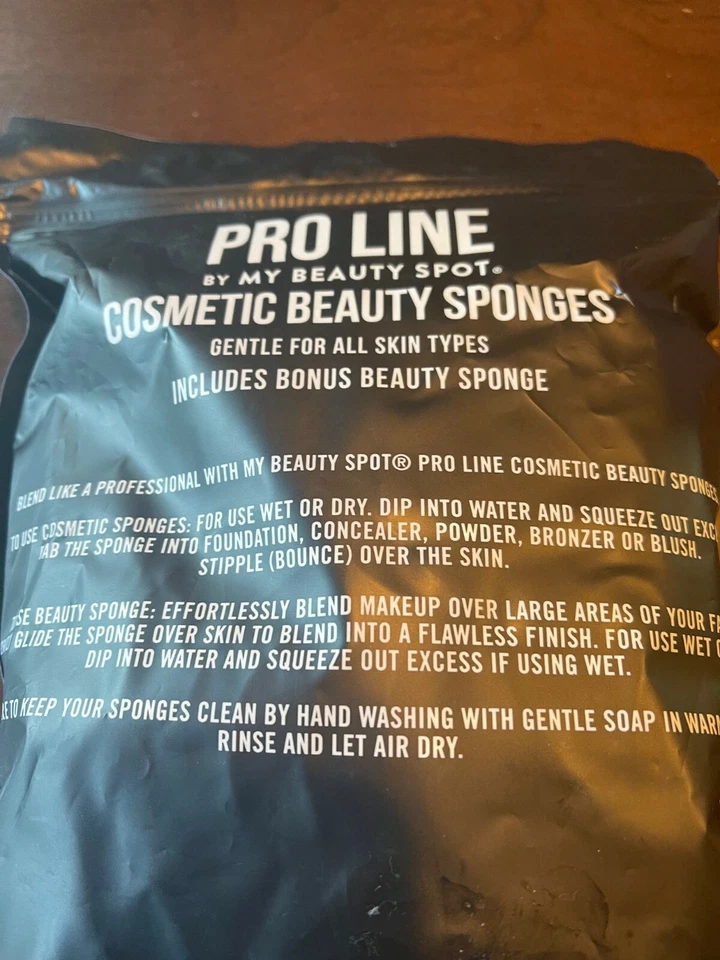 PRO LINE
BY MY BEAUTY SPOT®
COSMETIC BEAUTY SPONGES
GENTLE FOR ALL SKIN TYPES
INCLUDES BONUS BEAUTY SPONGE
BLEND LIKE A PROFESSIONAL WITH MY BEAUTY SPOT® PRO LINE COSMETIC BEAUTY SPONGES
TO USE COSMETIC SPONGES: FOR USE WET OR DRY. DIP INTO WATER AND SQUEEZE OUT
THE SPONGE INTO FOUNDATION, CONCEALER, POWDER, BRONZER OR BLUSH.
STIPPLE (BOUNCE) OVER THE SKIN.
BEAUTY SPONGE: EFFORTLESSLY BLEND MAKEUP OVER LARGE AREAS OF YOUR
GLIDE THE SPONGE OVER SKIN TO BLEND INTO A FLAWLESS FINISH. FOR USE WET
DIP INTO WATER AND SQUEEZE OUT EXCESS IF USING WET.
TO KEEP YOUR SPONGES CLEAN BY HAND WASHING WITH GENTLE SOAP IN
RINSE AND LET AIR DRY.